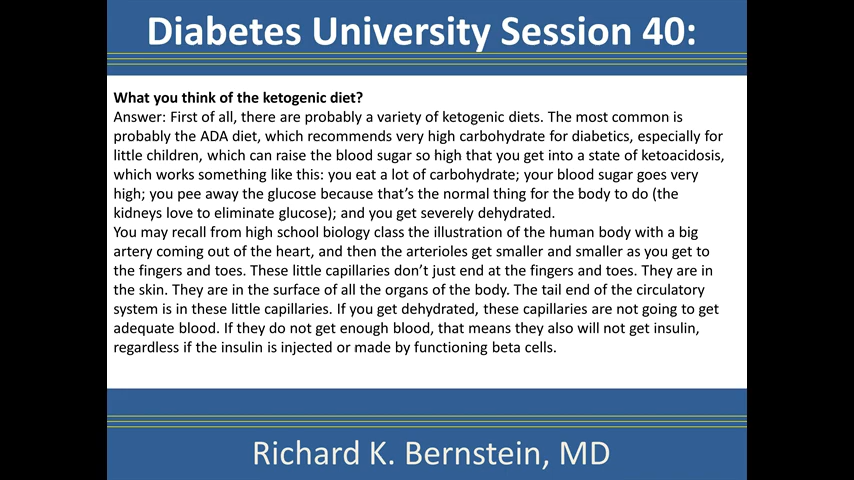 Diabetes University Session 40:
What you think of the ketogenic diet?
Answer: First of all, there are probably a variety of ketogenic diets. The most common is
probably the ADA diet, which recommends very high carbohydrate for diabetics, especially for
little children, which can raise the blood sugar so high that you get into a state of ketoacidosis,
which works something like this: you eat a lot of carbohydrate; your blood sugar goes very
high; you pee away the glucose because that’s the normal thing for the body to do (the
kidneys love to eliminate glucose); and you get severely dehydrated.
You may recall from high school biology class the illustration of the human body with a big
artery coming out of the heart, and then the arterioles get smaller and smaller as you get to
the fingers and toes. These little capillaries don’t just end at the fingers and toes. They are in
the skin. They are in the surface of all the organs of the body. The tail end of the circulatory
system is in these little capillaries. If you get dehydrated, these capillaries are not going to get
adequate blood. If they do not get enough blood, that means they also will not get insulin,
regardless if the insulin is injected or made by functioning beta cells.
Richard K. Bernstein, MD